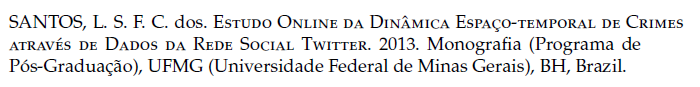 SANTOS, L. S. F. C. dos. Estudo Online da Dinâmica Espaço-temporal de Crimes
através de Dados da Rede Social Twitter. 2013. Monografia (Programa de
Pós-Graduação), UFMG (Universidade Federal de Minas Gerais), BH, Brazil.